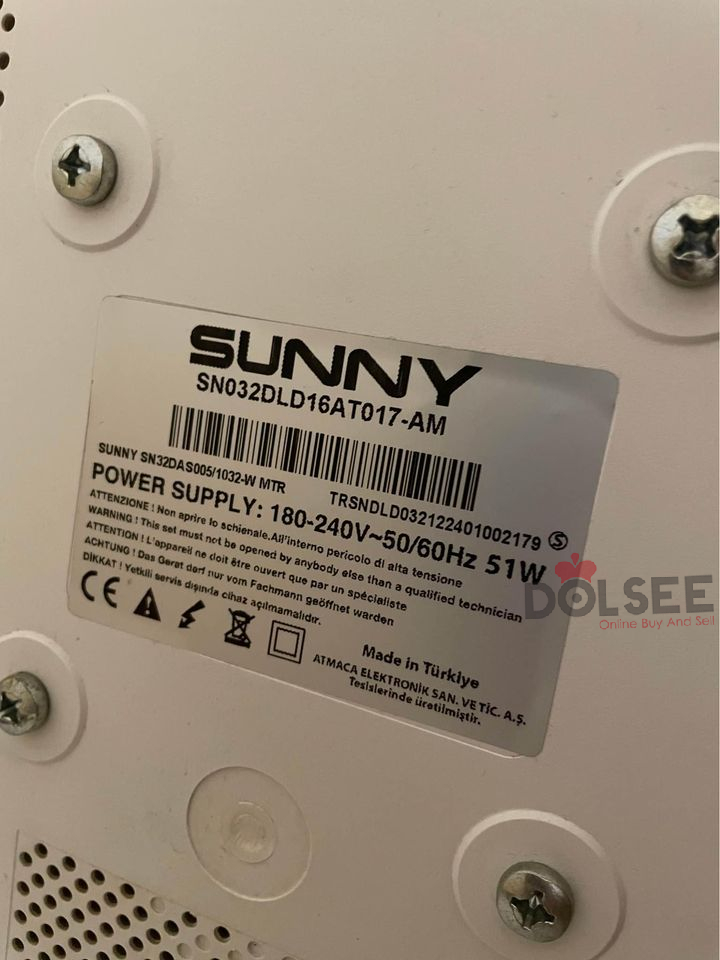 SUNNY
SN032DLD16AT017-AM
SUNNY SN32DAS005/1032-W MTR
TRSNDLD032122401002179 S
POWER SUPPLY: 180-240V~50/60Hz 51W
ATTENZIONE ! Non aprire lo schienale.All'interno pericolo di alta tensione
WARNING ! This set must not be opened by anybody else than a qualified technician
ATTENTION ! L'appareil ne doit être ouvert que par un spécialiste
ACHTUNG ! Das Gerat derf nur vom Fachmann geöffnet warden
DİKKAT ! Yetkili servis dışında cihaz açılmamalıdır.
CE
Made in Türkiye
ATMACA ELEKTRONİK SAN. VE TİC. A.Ş.
Tesislerinde üretilmiştir.
DOLSEE
Online Buy And Sell